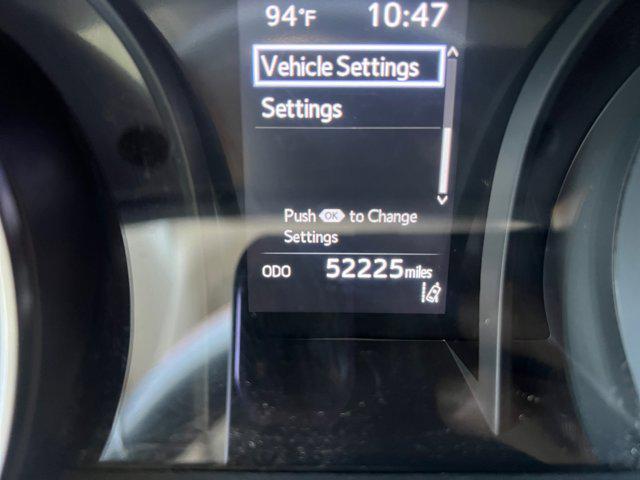 94°F 10:47
Vehicle Settings
Settings
Push OK to Change
Settings
ODO 52225 miles